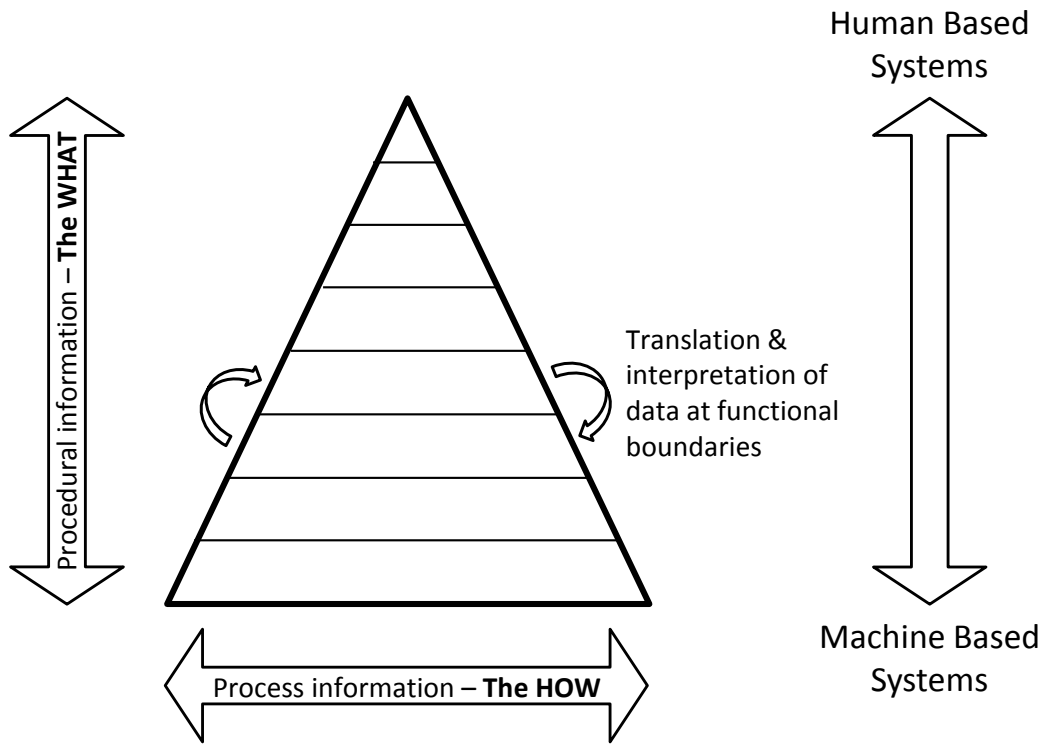 Human Based
Systems
Procedural information – The WHAT
Translation &
interpretation of
data at functional
boundaries
Process information – The HOW
Machine Based
Systems